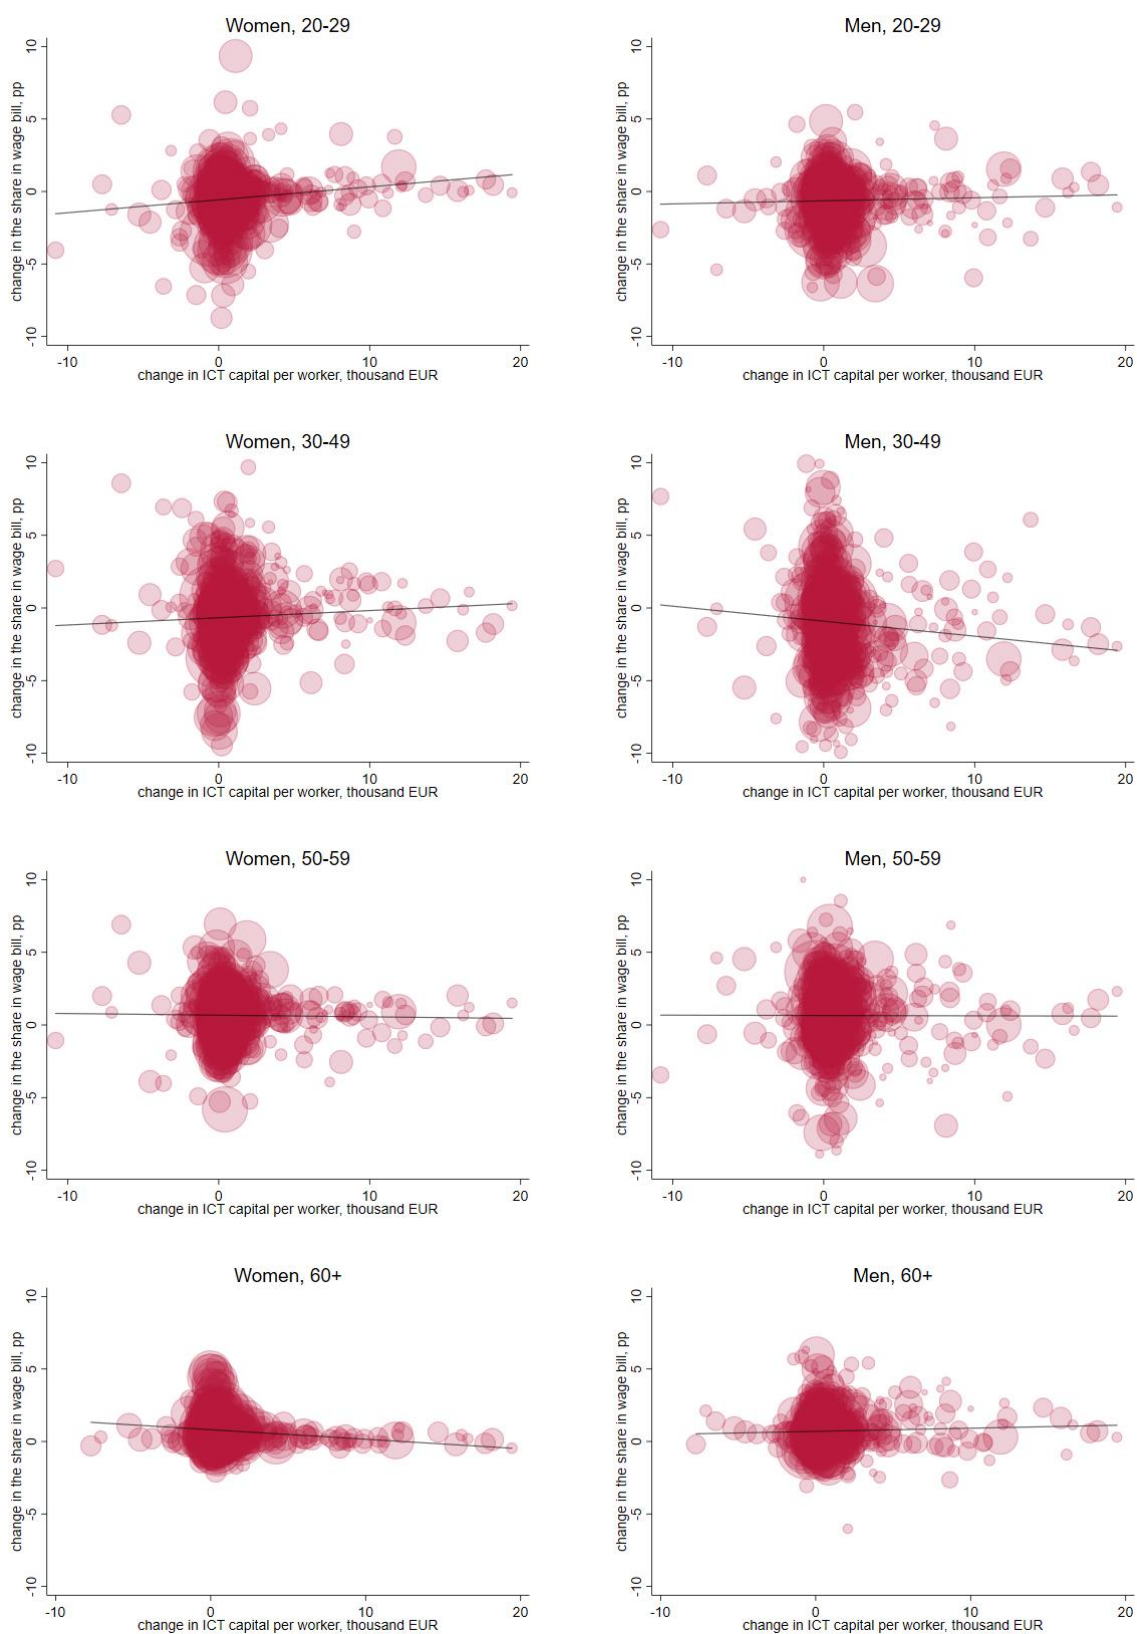 Women, 20-29
change in the share in wage bill, pp
10
5
0
-5
-10
-10 0 10 20
change in ICT capital per worker, thousand EUR
Men, 20-29
change in the share in wage bill, pp
10
5
0
-5
-10
-10 0 10 20
change in ICT capital per worker, thousand EUR
Women, 30-49
change in the share in wage bill, pp
10
5
0
-5
-10
-10 0 10 20
change in ICT capital per worker, thousand EUR
Men, 30-49
change in the share in wage bill, pp
10
5
0
-5
-10
-10 0 10 20
change in ICT capital per worker, thousand EUR
Women, 50-59
change in the share in wage bill, pp
10
5
0
-5
-10
-10 0 10 20
change in ICT capital per worker, thousand EUR
Men, 50-59
change in the share in wage bill, pp
10
5
0
-5
-10
-10 0 10 20
change in ICT capital per worker, thousand EUR
Women, 60+
change in the share in wage bill, pp
10
5
0
-5
-10
-10 0 10 20
change in ICT capital per worker, thousand EUR
Men, 60+
change in the share in wage bill, pp
10
5
0
-5
-10
-10 0 10 20
change in ICT capital per worker, thousand EUR